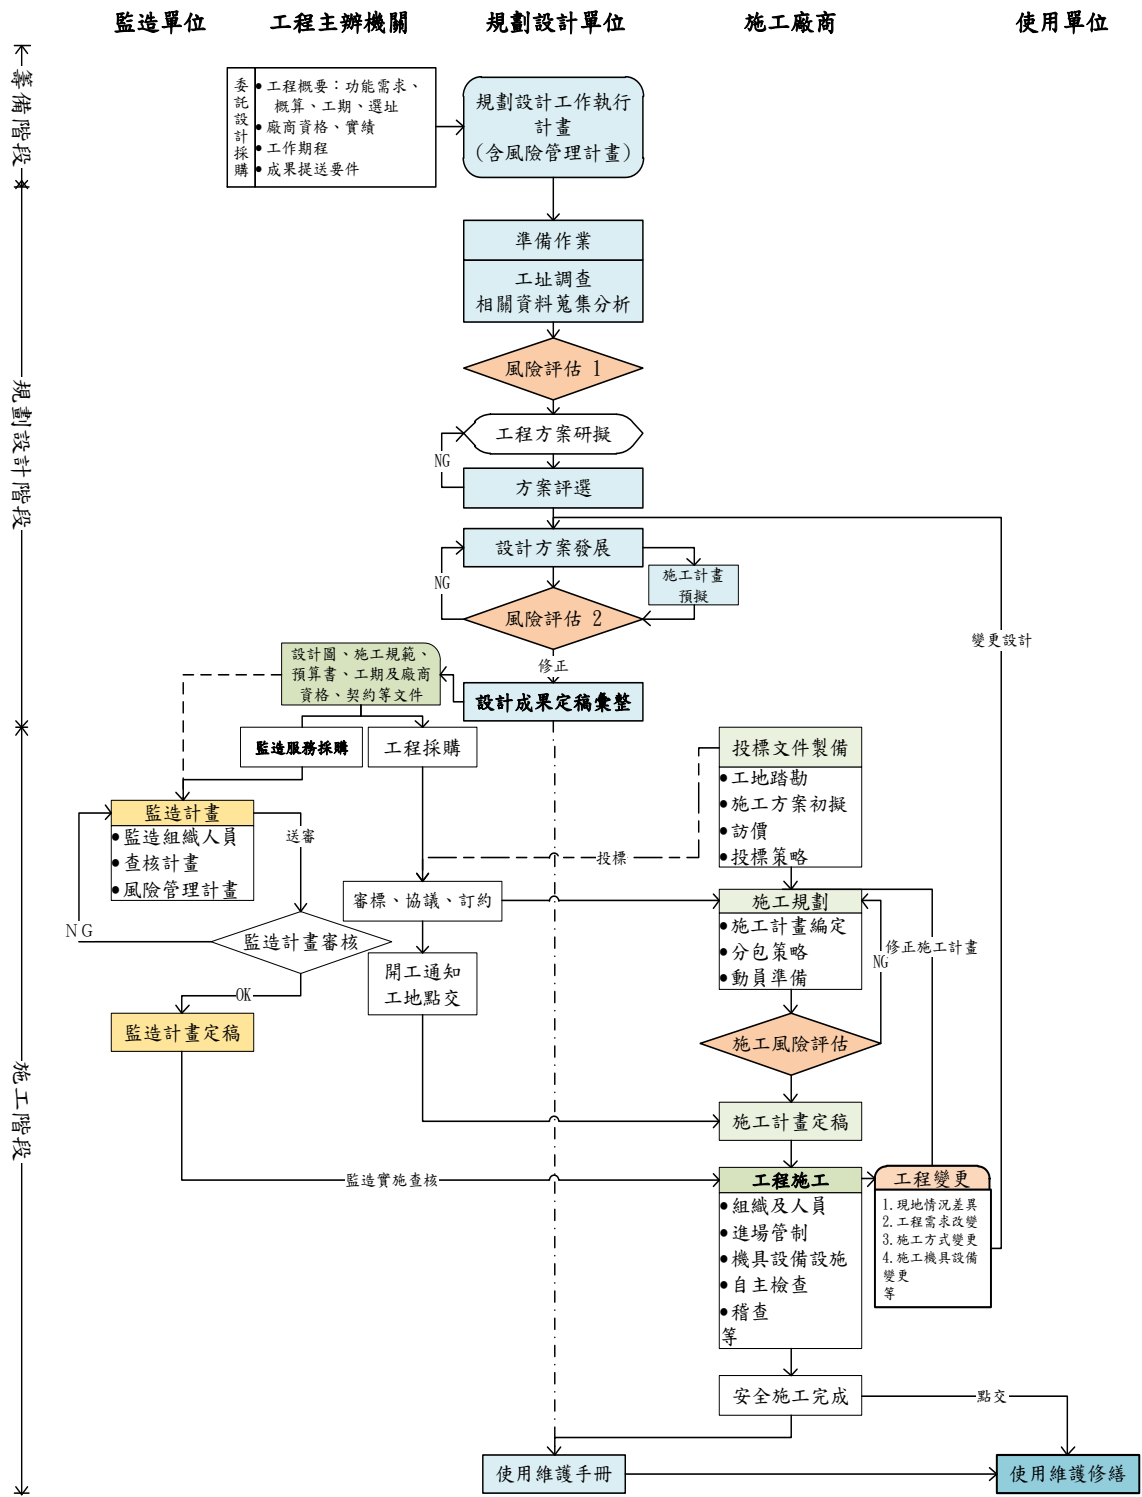 監造單位
工程主辦機關
規劃設計單位
施工廠商
使用單位
籌備階段
規劃設計階段
施工階段
委託設計採購
●工程概要：功能需求、
概算、工期、選址
●廠商資格、實績
●工作期程
●成果提送要件
規劃設計工作執行
計畫
(含風險管理計畫)
準備作業
工址調查
相關資料蒐集分析
風險評估 1
工程方案研擬
NG
方案評選
設計方案發展
施工計畫
預擬
NG
風險評估 2
變更設計
修正
設計圖、施工規範、
預算書、工期及廠商
資格、契約等文件
設計成果定稿彙整
監造服務採購
工程採購
投標文件製備
●工地踏勘
●施工方案初擬
●訪價
●投標策略
監造計畫
●監造組織人員
●查核計畫
●風險管理計畫
送審
投標
審標、協議、訂約
施工規劃
●施工計畫編定
●分包策略
●動員準備
NG
修正施工計畫
NG
監造計畫審核
開工通知
工地點交
OK
監造計畫定稿
施工風險評估
施工計畫定稿
監造實施查核
工程施工
●組織及人員
●進場管制
●機具設備設施
●自主檢查
●稽查
等
工程變更
1.現地情況差異
2.工程需求改變
3.施工方式變更
4.施工機具設備
變更
等
安全施工完成
點交
使用維護手冊
使用維護修繕